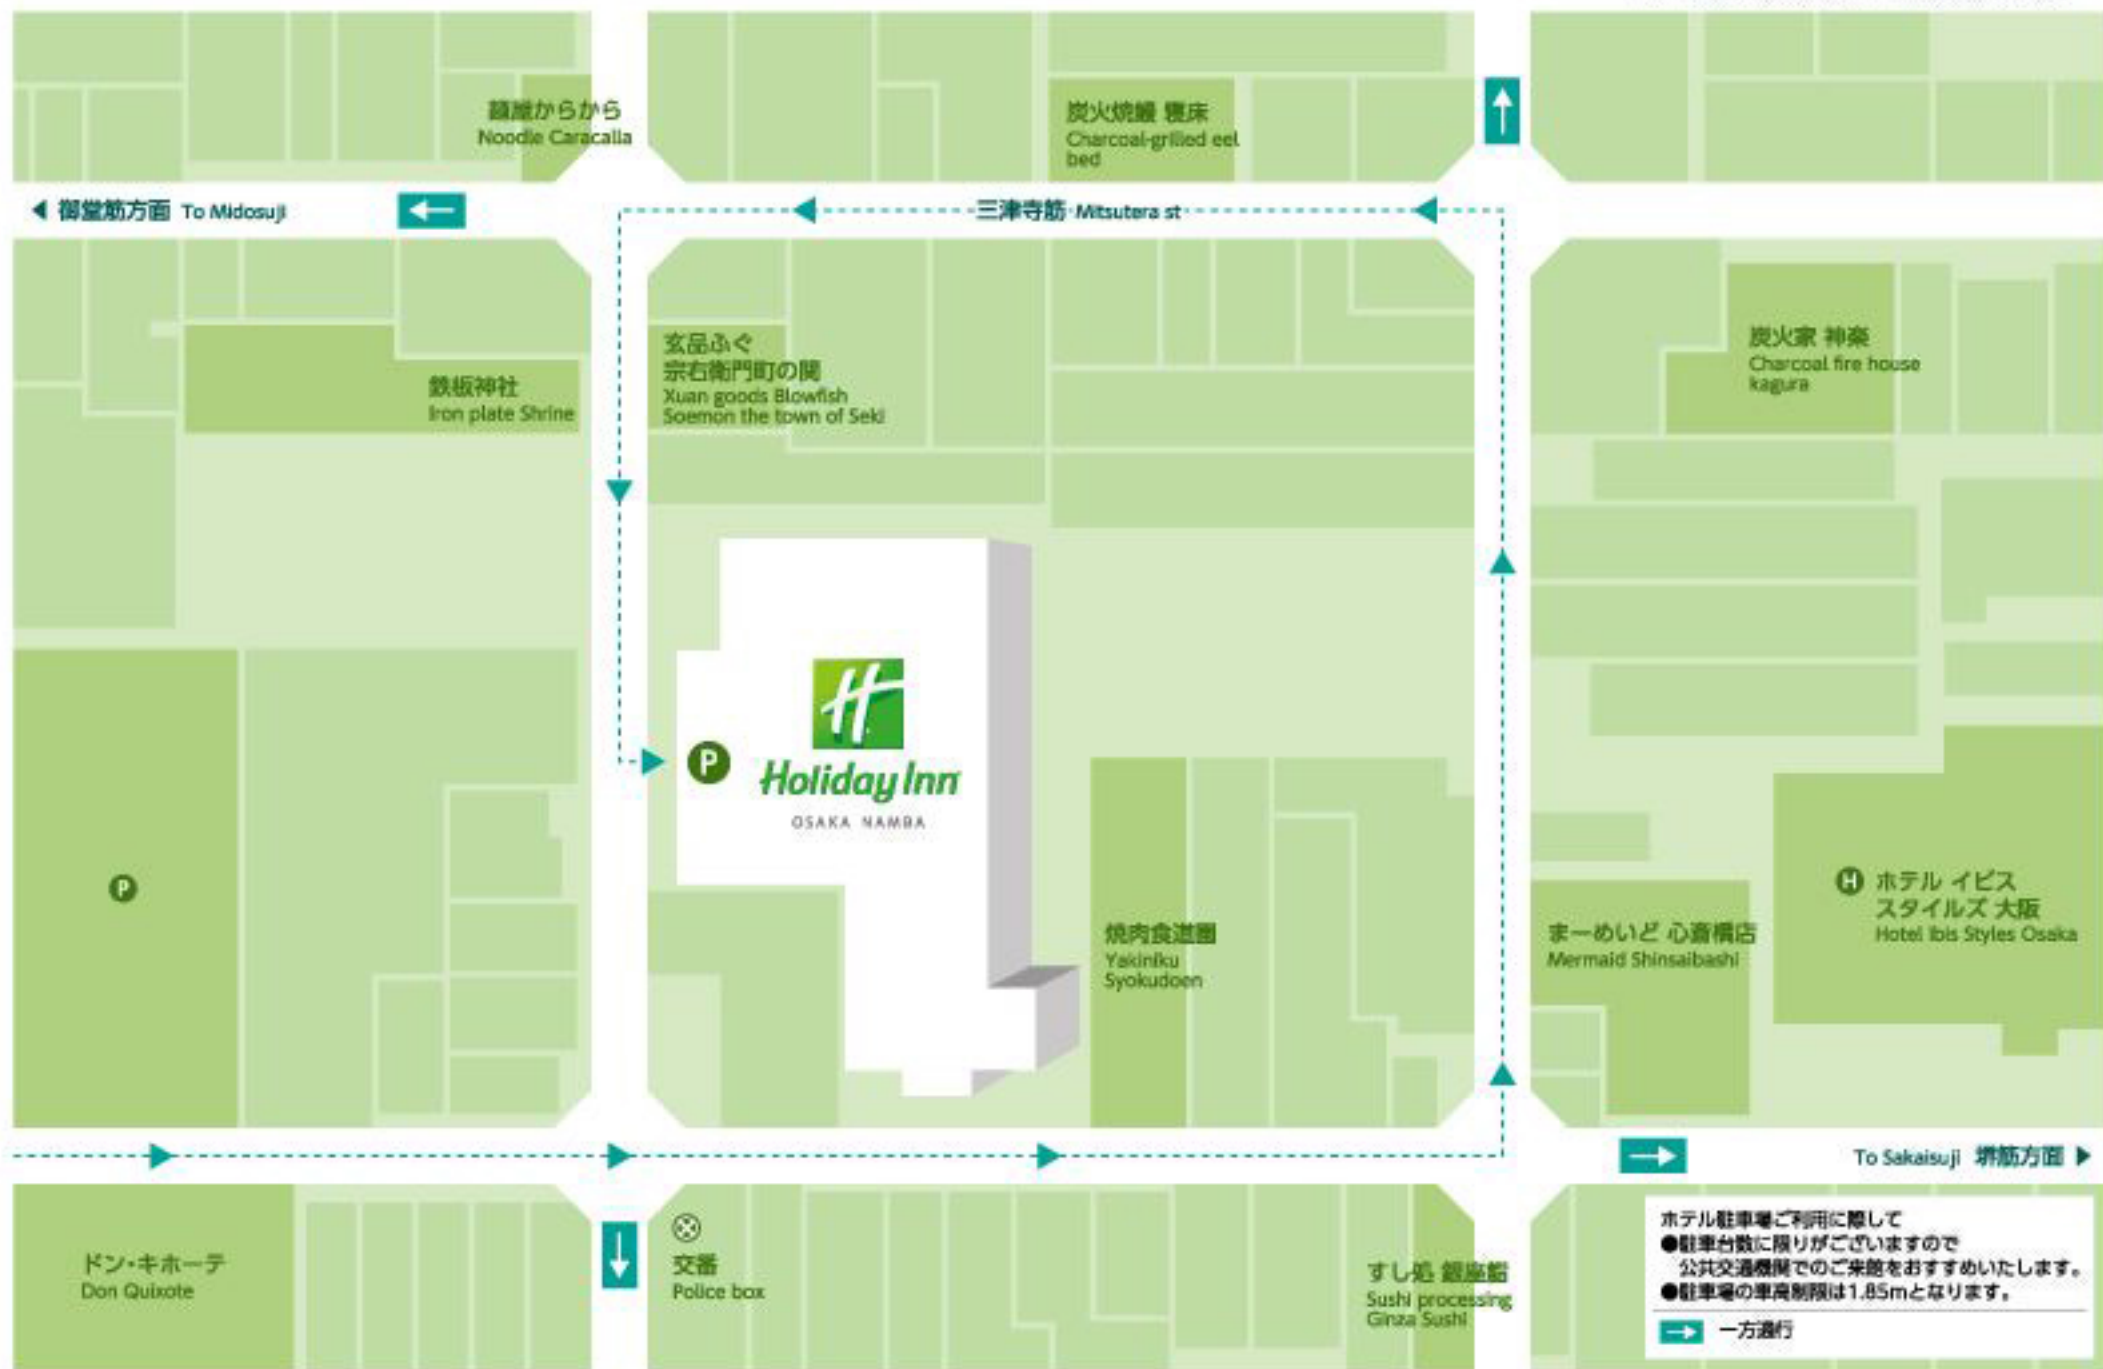 麺屋からから
Noodle Caracalla
炭火焼鰻 寝床
Charcoal-grilled eel
bed
◀ 御堂筋方面 To Midosuji
三津寺筋 Mitsutera st
玄品ふぐ
宗右衛門町の関
Xuan goods Blowfish
Soemon the town of Seki
鉄板神社
Iron plate Shrine
炭火家 神楽
Charcoal fire house
kagura
H
Holiday Inn
OSAKA NAMBA
P
P
焼肉食道園
Yakiniku
Syokudoen
まーめいど 心斎橋店
Mermaid Shinsaibashi
H ホテル イビス
スタイルズ 大阪
Hotel Ibis Styles Osaka
To Sakaisuji 堺筋方面 ▶
ドン・キホーテ
Don Quixote
交番
Police box
すし処 銀座鮨
Sushi processing
Ginza Sushi
ホテル駐車場ご利用に際して
●駐車台数に限りがございますので
公共交通機関でのご来館をおすすめいたします。
●駐車場の車高制限は1.85mとなります。
一方通行